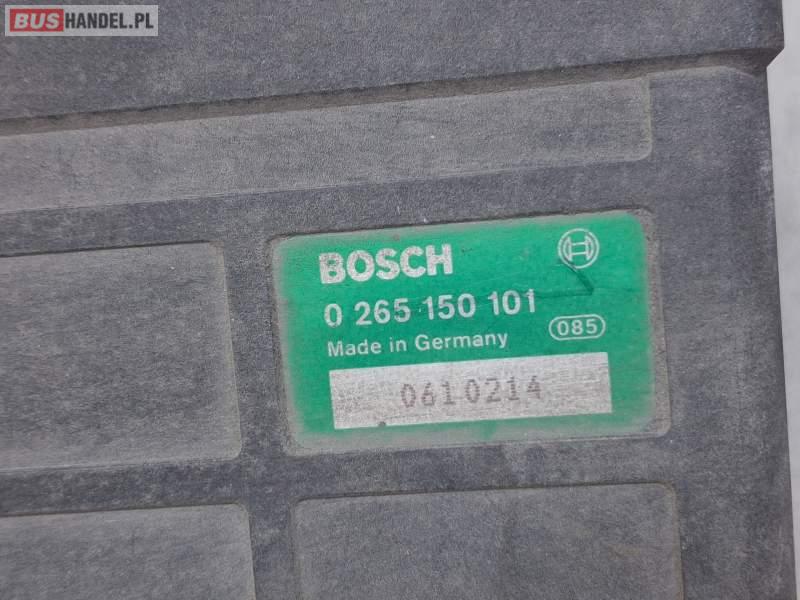 BUSHANDEL.PL
BOSCH
0 265 150 101
Made in Germany
085
0610214